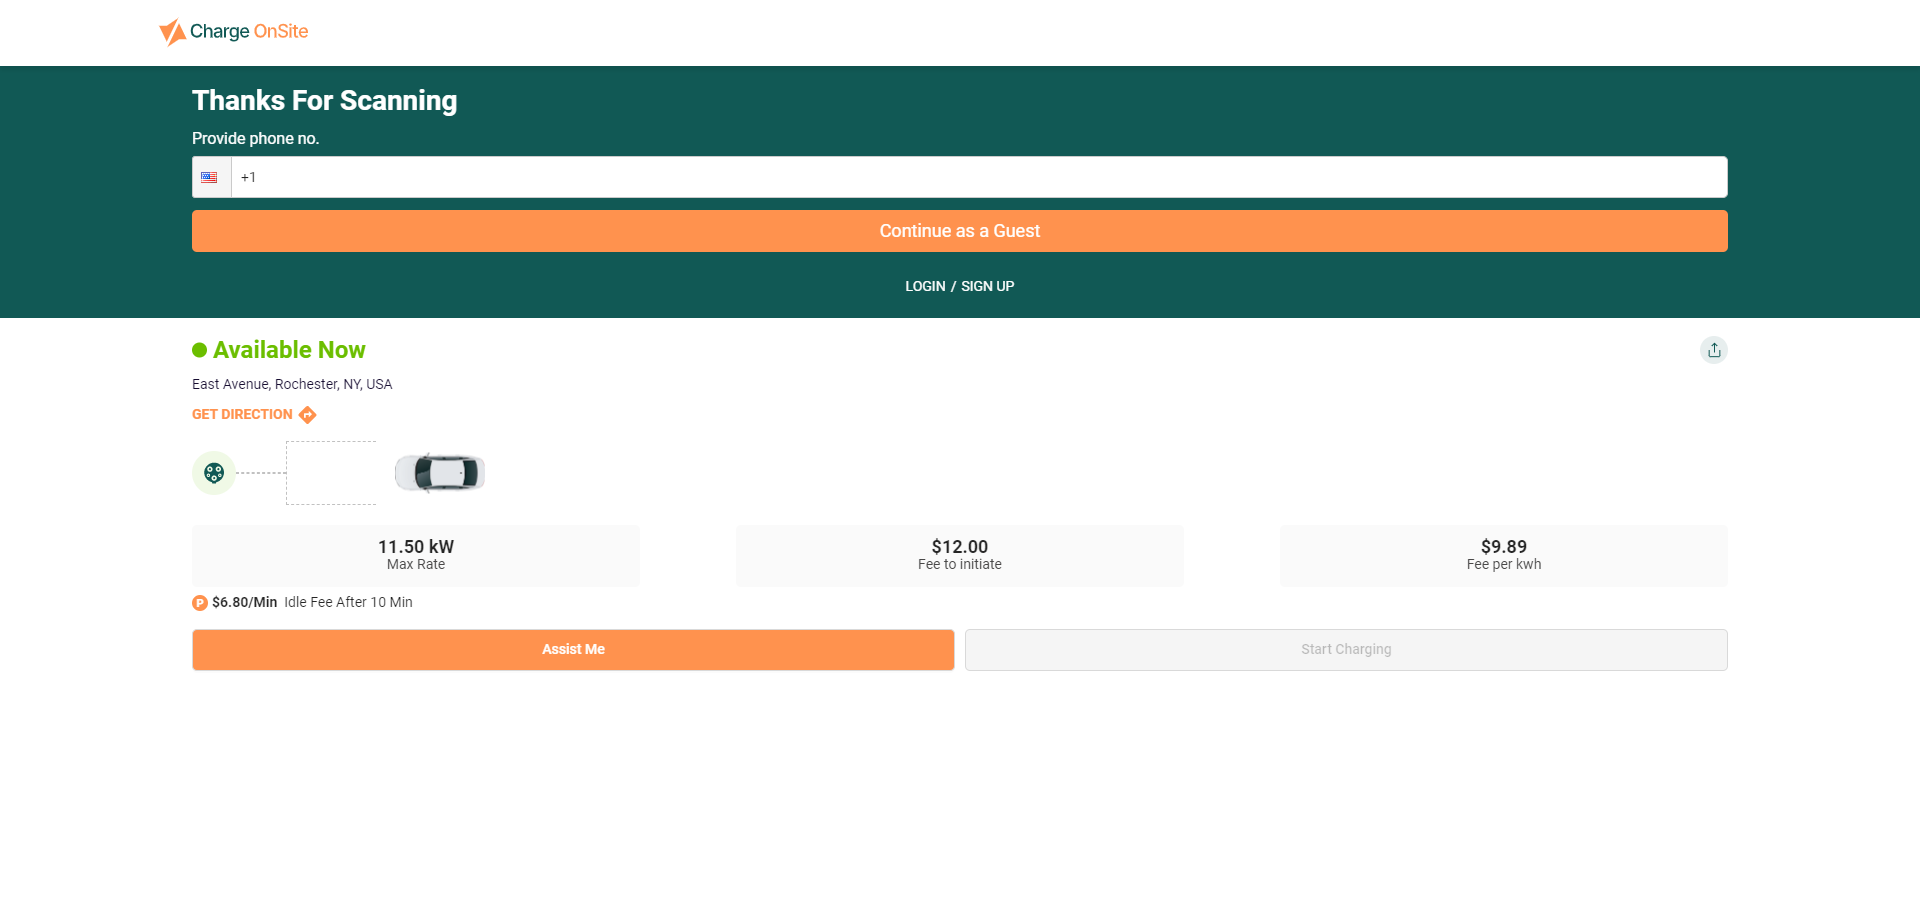 Charge OnSite
Thanks For Scanning
Provide phone no.
+1
Continue as a Guest
LOGIN / SIGN UP
Available Now
East Avenue, Rochester, NY, USA
GET DIRECTION
11.50 kW
Max Rate
$12.00
Fee to initiate
$9.89
Fee per kwh
P $6.80/Min Idle Fee After 10 Min
Assist Me
Start Charging